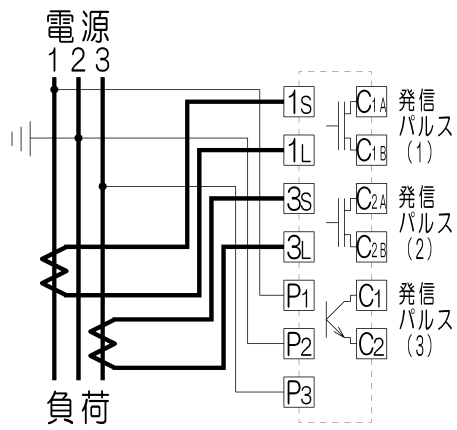 電源
1 2 3
1S
1L
3S
3L
P1
P2
P3
C1A
C1B
C2A
C2B
C1
C2
発信
パルス
(1)
発信
パルス
(2)
発信
パルス
(3)
負荷